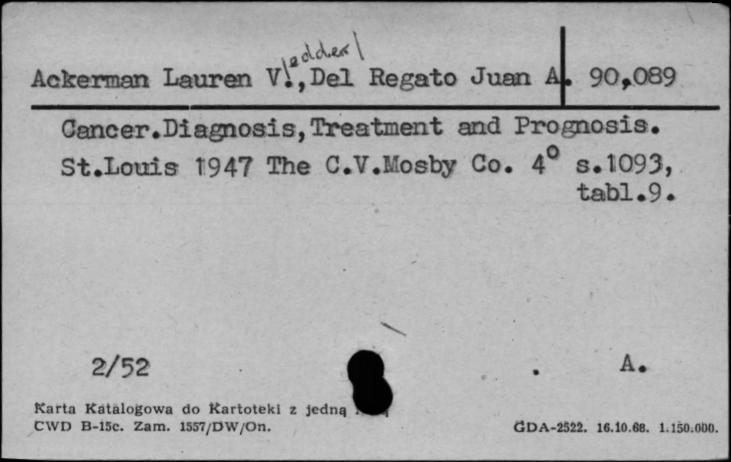 edder
Ackerman Lauren V., Del Regato Juan A. 90,089
Cancer.Diagnosis,Treatment and Prognosis.
St.Louis 1947 The C.V.Mosby Co. 4° s.1093,
tabl.9.
2/52 A.
Karta Katalogowa do Kartoteki z jedną
CWD B-15c. Zam. 1557/DW/On. GDA-2522. 16.10.68. 1.150.000.